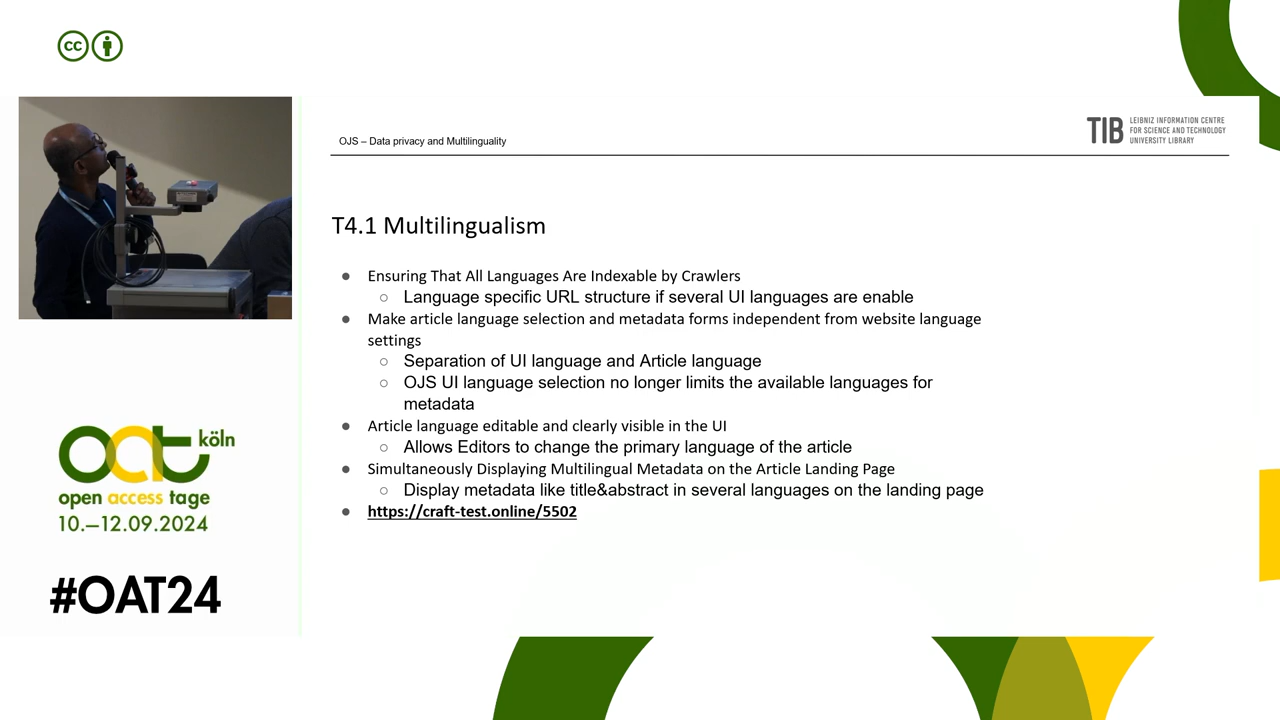 cc
OJS – Data privacy and Multilinguality
TIB LEIBNIZ INFORMATION CENTRE
FOR SCIENCE AND TECHNOLOGY
UNIVERSITY LIBRARY
T4.1 Multilingualism
● Ensuring That All Languages Are Indexable by Crawlers
○ Language specific URL structure if several UI languages are enable
● Make article language selection and metadata forms independent from website language
settings
○ Separation of UI language and Article language
○ OJS UI language selection no longer limits the available languages for
metadata
● Article language editable and clearly visible in the UI
○ Allows Editors to change the primary language of the article
● Simultaneously Displaying Multilingual Metadata on the Article Landing Page
○ Display metadata like title&abstract in several languages on the landing page
● https://craft-test.online/5502
oat köln
open access tage
10.–12.09.2024
#OAT24